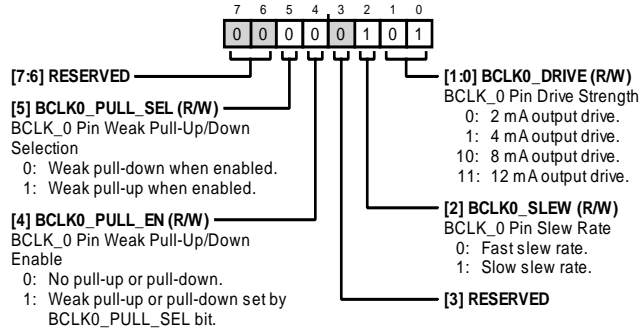 7 6 5 4 3 2 1 0
0 0 0 0 0 1 0 1
[7:6] RESERVED
[5] BCLK0_PULL_SEL (R/W)
BCLK_0 Pin Weak Pull-Up/Down
Selection
0: Weak pull-down when enabled.
1: Weak pull-up when enabled.
[4] BCLK0_PULL_EN (R/W)
BCLK_0 Pin Weak Pull-Up/Down
Enable
0: No pull-up or pull-down.
1: Weak pull-up or pull-down set by
BCLK0_PULL_SEL bit.
[1:0] BCLK0_DRIVE (R/W)
BCLK_0 Pin Drive Strength
0: 2 mA output drive.
1: 4 mA output drive.
10: 8 mA output drive.
11: 12 mA output drive.
[2] BCLK0_SLEW (R/W)
BCLK_0 Pin Slew Rate
0: Fast slew rate.
1: Slow slew rate.
[3] RESERVED